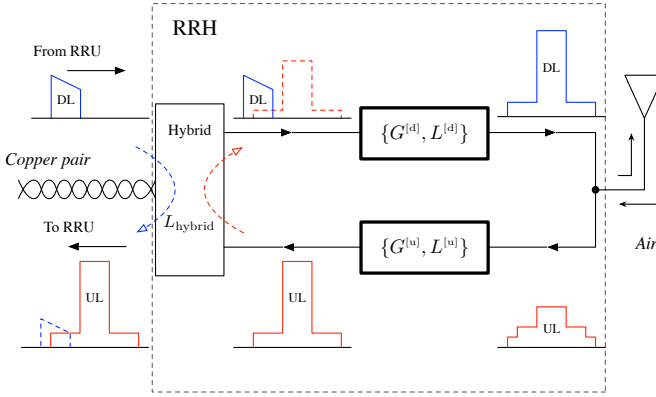 RRH
From RRU
DL
DL
DL
Hybrid
{G^[d], L^[d]}
Copper pair
L_hybrid
To RRU
{G^[u], L^[u]}
Air
UL
UL
UL